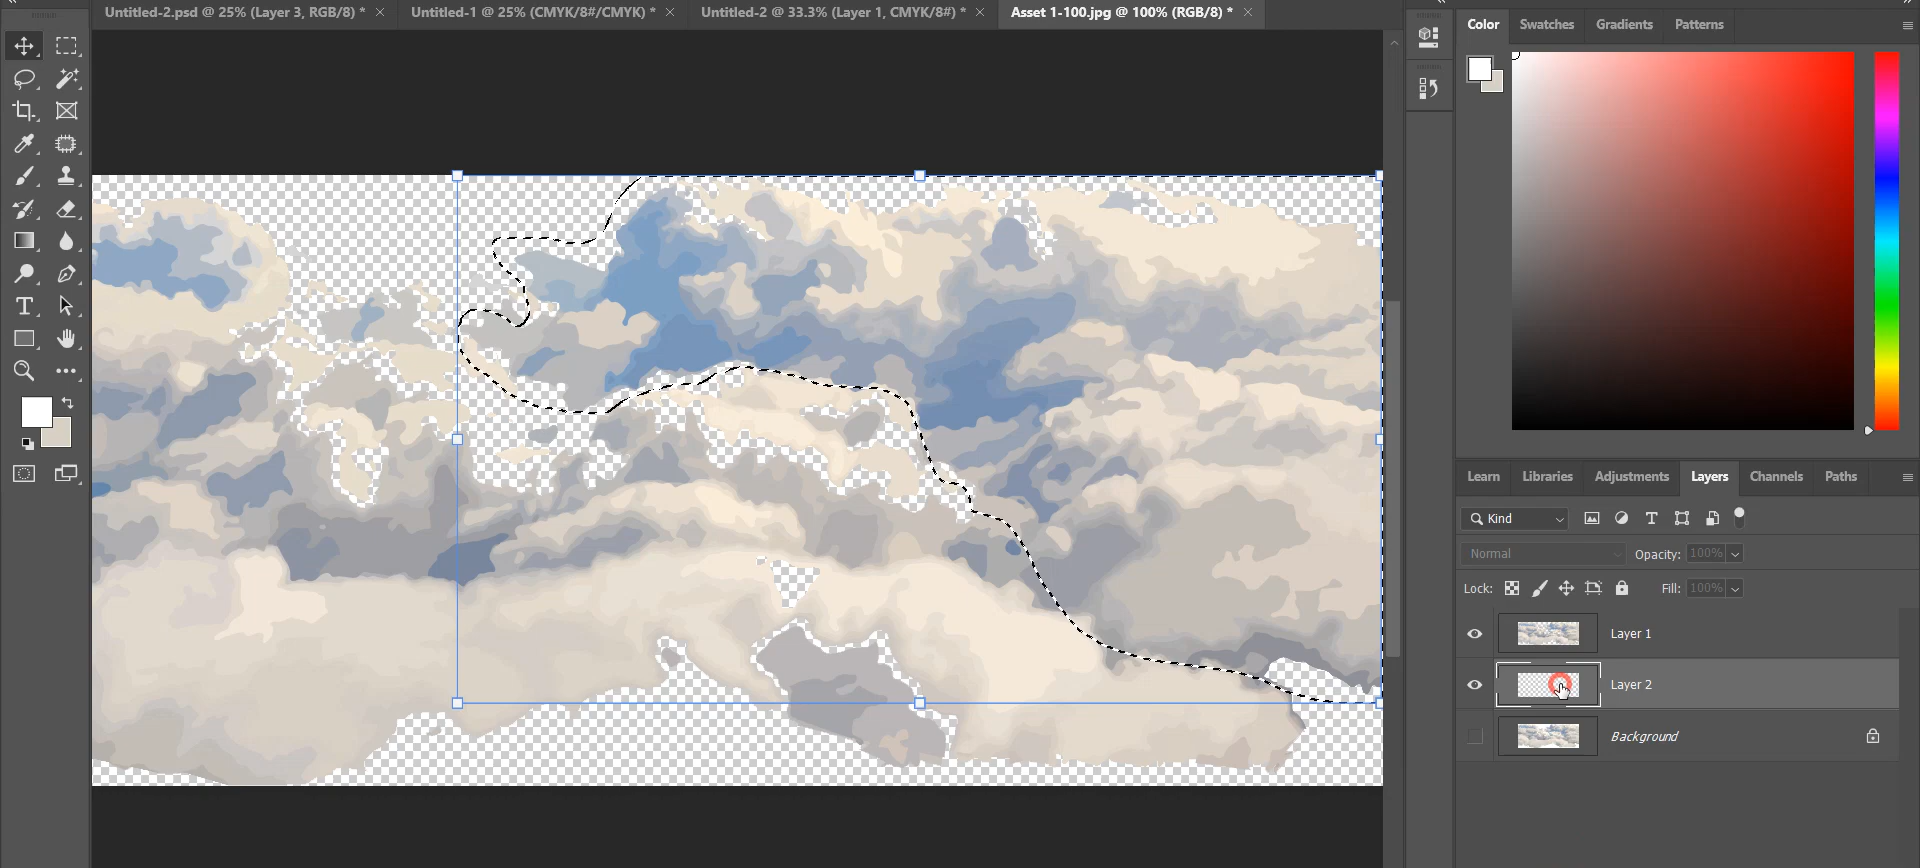 Untitled-2.psd @ 25% (Layer 3, RGB/8) * Untitled-1 @ 25% (CMYK/8#/CMYK) * Untitled-2 @ 33.3% (Layer 1, CMYK/8#) * Asset 1-100.jpg @ 100% (RGB/8) *
Color Swatches Gradients Patterns
Learn Libraries Adjustments Layers Channels Paths
Kind
Normal Opacity: 100%
Lock: Fill: 100%
Layer 1
Layer 2
Background